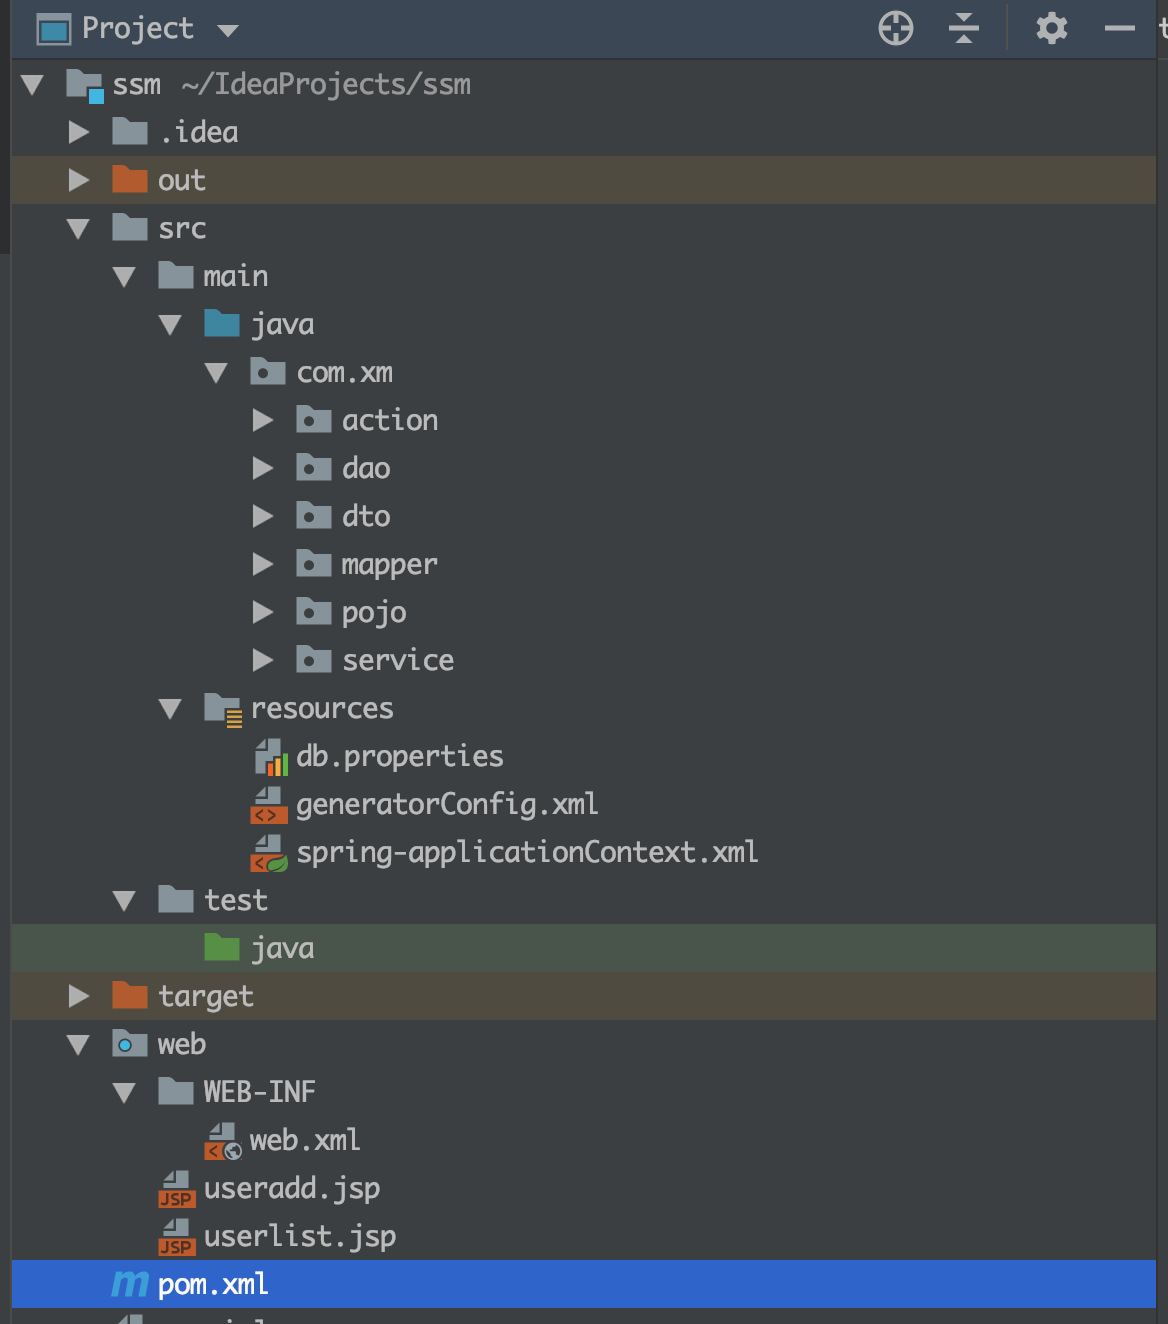 Project
ssm ~/IdeaProjects/ssm
.idea
out
src
main
java
com.xm
action
dao
dto
mapper
pojo
service
resources
db.properties
generatorConfig.xml
spring-applicationContext.xml
test
java
target
web
WEB-INF
web.xml
JSP useradd.jsp
JSP userlist.jsp
m pom.xml